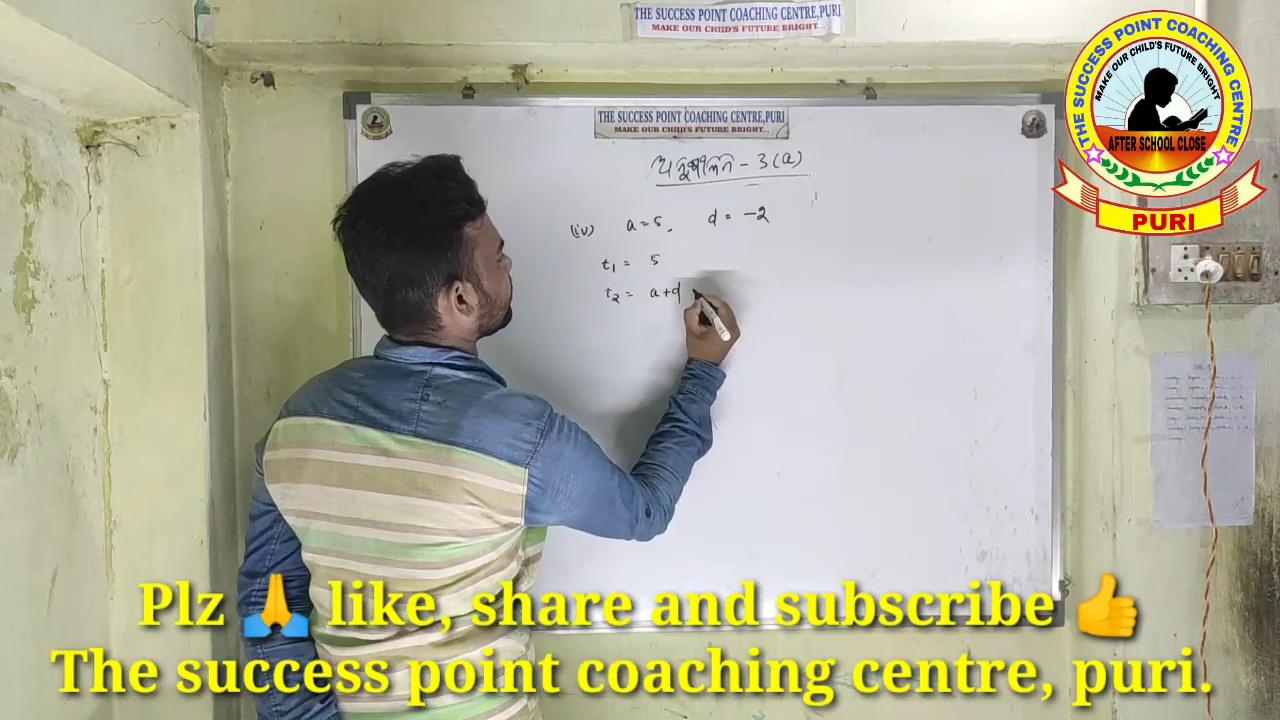 THE SUCCESS POINT COACHING CENTRE,PURI
MAKE OUR CHILD'S FUTURE BRIGHT...
THE SUCCESS POINT COACHING CENTRE
MAKE OUR CHILD'S FUTURE BRIGHT
AFTER SCHOOL CLOSE
PURI
THE SUCCESS POINT COACHING CENTRE,PURI
MAKE OUR CHILD'S FUTURE BRIGHT...
ଅନୁଶୀଳନୀ - 3(a)
(iv) a = 5, d = -2
t₁ = 5
t₂ = a+d
Plz 🙏 like, share and subscribe 👍
The success point coaching centre, puri.